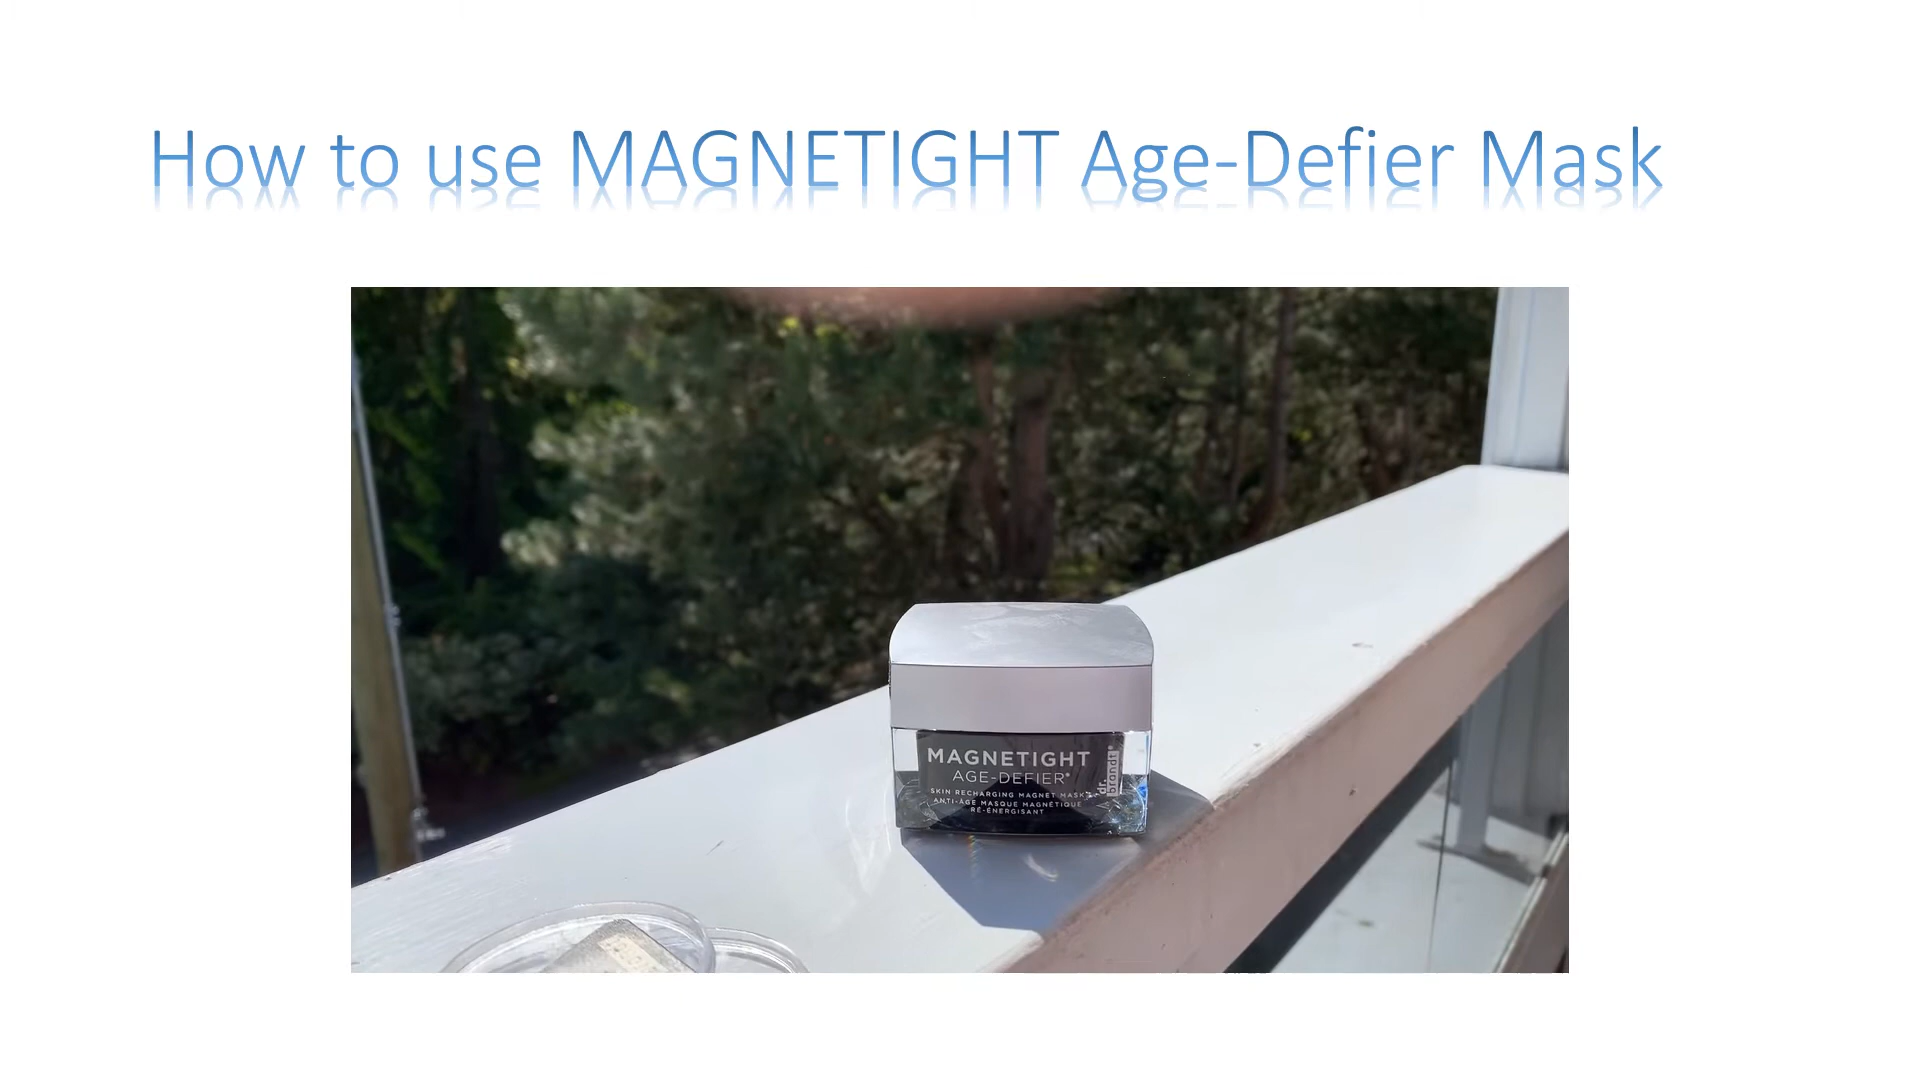 How to use MAGNETIGHT Age-Defier Mask
MAGNETIGHT
AGE-DEFIER®
SKIN RECHARGING MAGNET MASK
ANTI-ÂGE MASQUE MAGNÉTIQUE
RÉ-ÉNERGISANT
dr.
brandt®